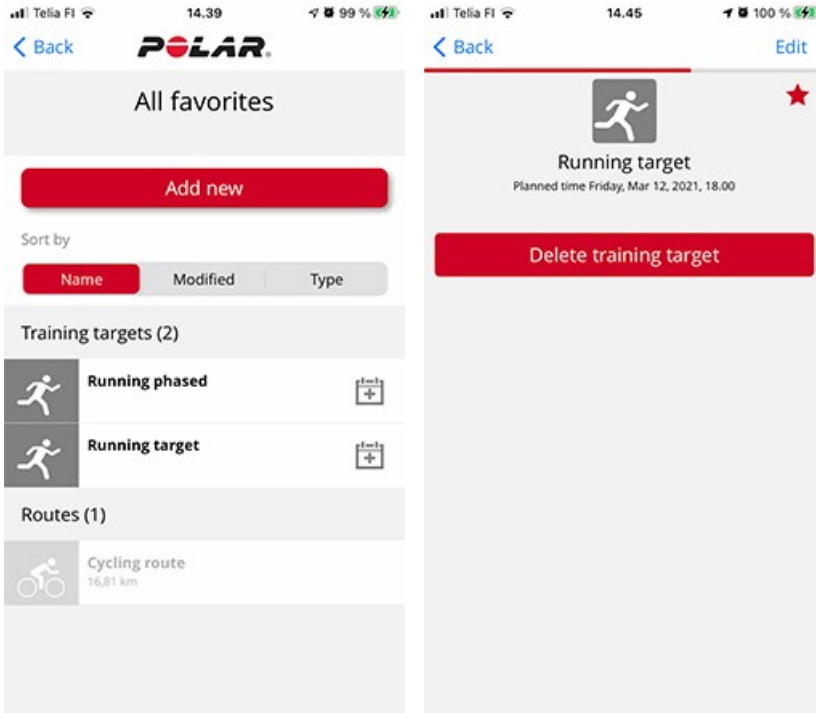 Telia FI 14.39 99 %
Back POLAR.
All favorites
Add new
Sort by
Name Modified Type
Training targets (2)
Running phased
Running target
Routes (1)
Cycling route
16,81 km
Telia FI 14.45 100 %
Back Edit
Running target
Planned time Friday, Mar 12, 2021, 18.00
Delete training target